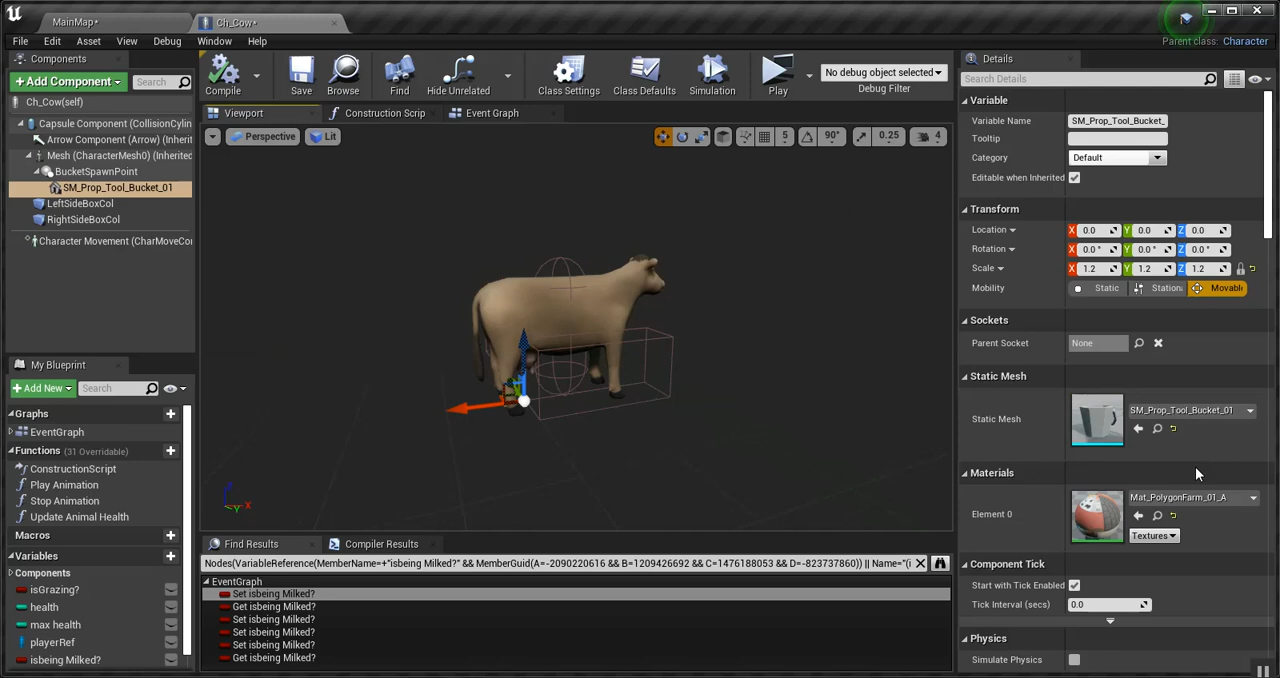 MainMap*
Ch_Cow*
Parent class: Character
File Edit Asset View Debug Window Help
Components
+ Add Component
Search
Ch_Cow(self)
Capsule Component (CollisionCylin
Arrow Component (Arrow) (Inherit
Mesh (CharacterMesh0) (Inherited
BucketSpawnPoint
SM_Prop_Tool_Bucket_01
LeftSideBoxCol
RightSideBoxCol
Character Movement (CharMoveCo
My Blueprint
+ Add New
Search
Graphs
EventGraph
Functions (31 Overridable)
ConstructionScript
Play Animation
Stop Animation
Update Animal Health
Macros
Variables
Components
isGrazing?
health
max health
playerRef
isbeing Milked?
Compile
Save
Browse
Find
Hide Unrelated
Class Settings
Class Defaults
Simulation
Play
No debug object selected
Debug Filter
Viewport
Construction Scrip
Event Graph
Perspective
Lit
5
90°
0.25
4
X
Y
Find Results
Compiler Results
Nodes(VariableReference(MemberName=+"isbeing Milked?" && MemberGuid(A=-2090220616 && B=1209426692 && C=1476188053 && D=-823737860)) || Name="(i
EventGraph
Set isbeing Milked?
Get isbeing Milked?
Set isbeing Milked?
Set isbeing Milked?
Set isbeing Milked?
Get isbeing Milked?
Details
Search Details
Variable
Variable Name SM_Prop_Tool_Bucket_
Tooltip
Category Default
Editable when Inherited
Transform
Location X 0.0 Y 0.0 Z 0.0
Rotation X 0.0 ° Y 0.0 ° Z 0.0 °
Scale X 1.2 Y 1.2 Z 1.2
Mobility Static Station Movabl
Sockets
Parent Socket None
Static Mesh
Static Mesh SM_Prop_Tool_Bucket_01
Materials
Element 0 Mat_PolygonFarm_01_A
Textures
Component Tick
Start with Tick Enabled
Tick Interval (secs) 0.0
Physics
Simulate Physics